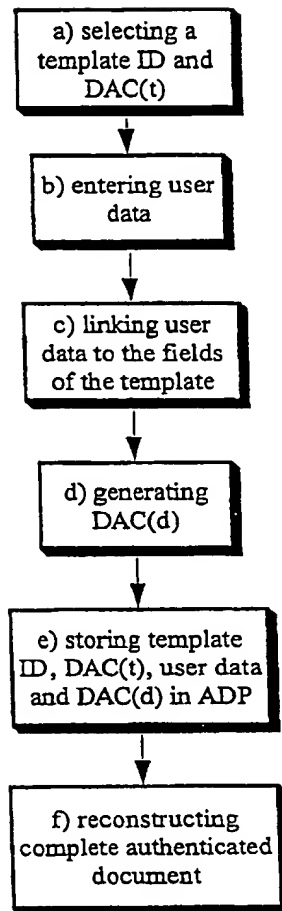 a) selecting a
template ID and
DAC(t)
b) entering user
data
c) linking user
data to the fields
of the template
d) generating
DAC(d)
e) storing template
ID, DAC(t), user data
and DAC(d) in ADP
f) reconstructing
complete authenticated
document